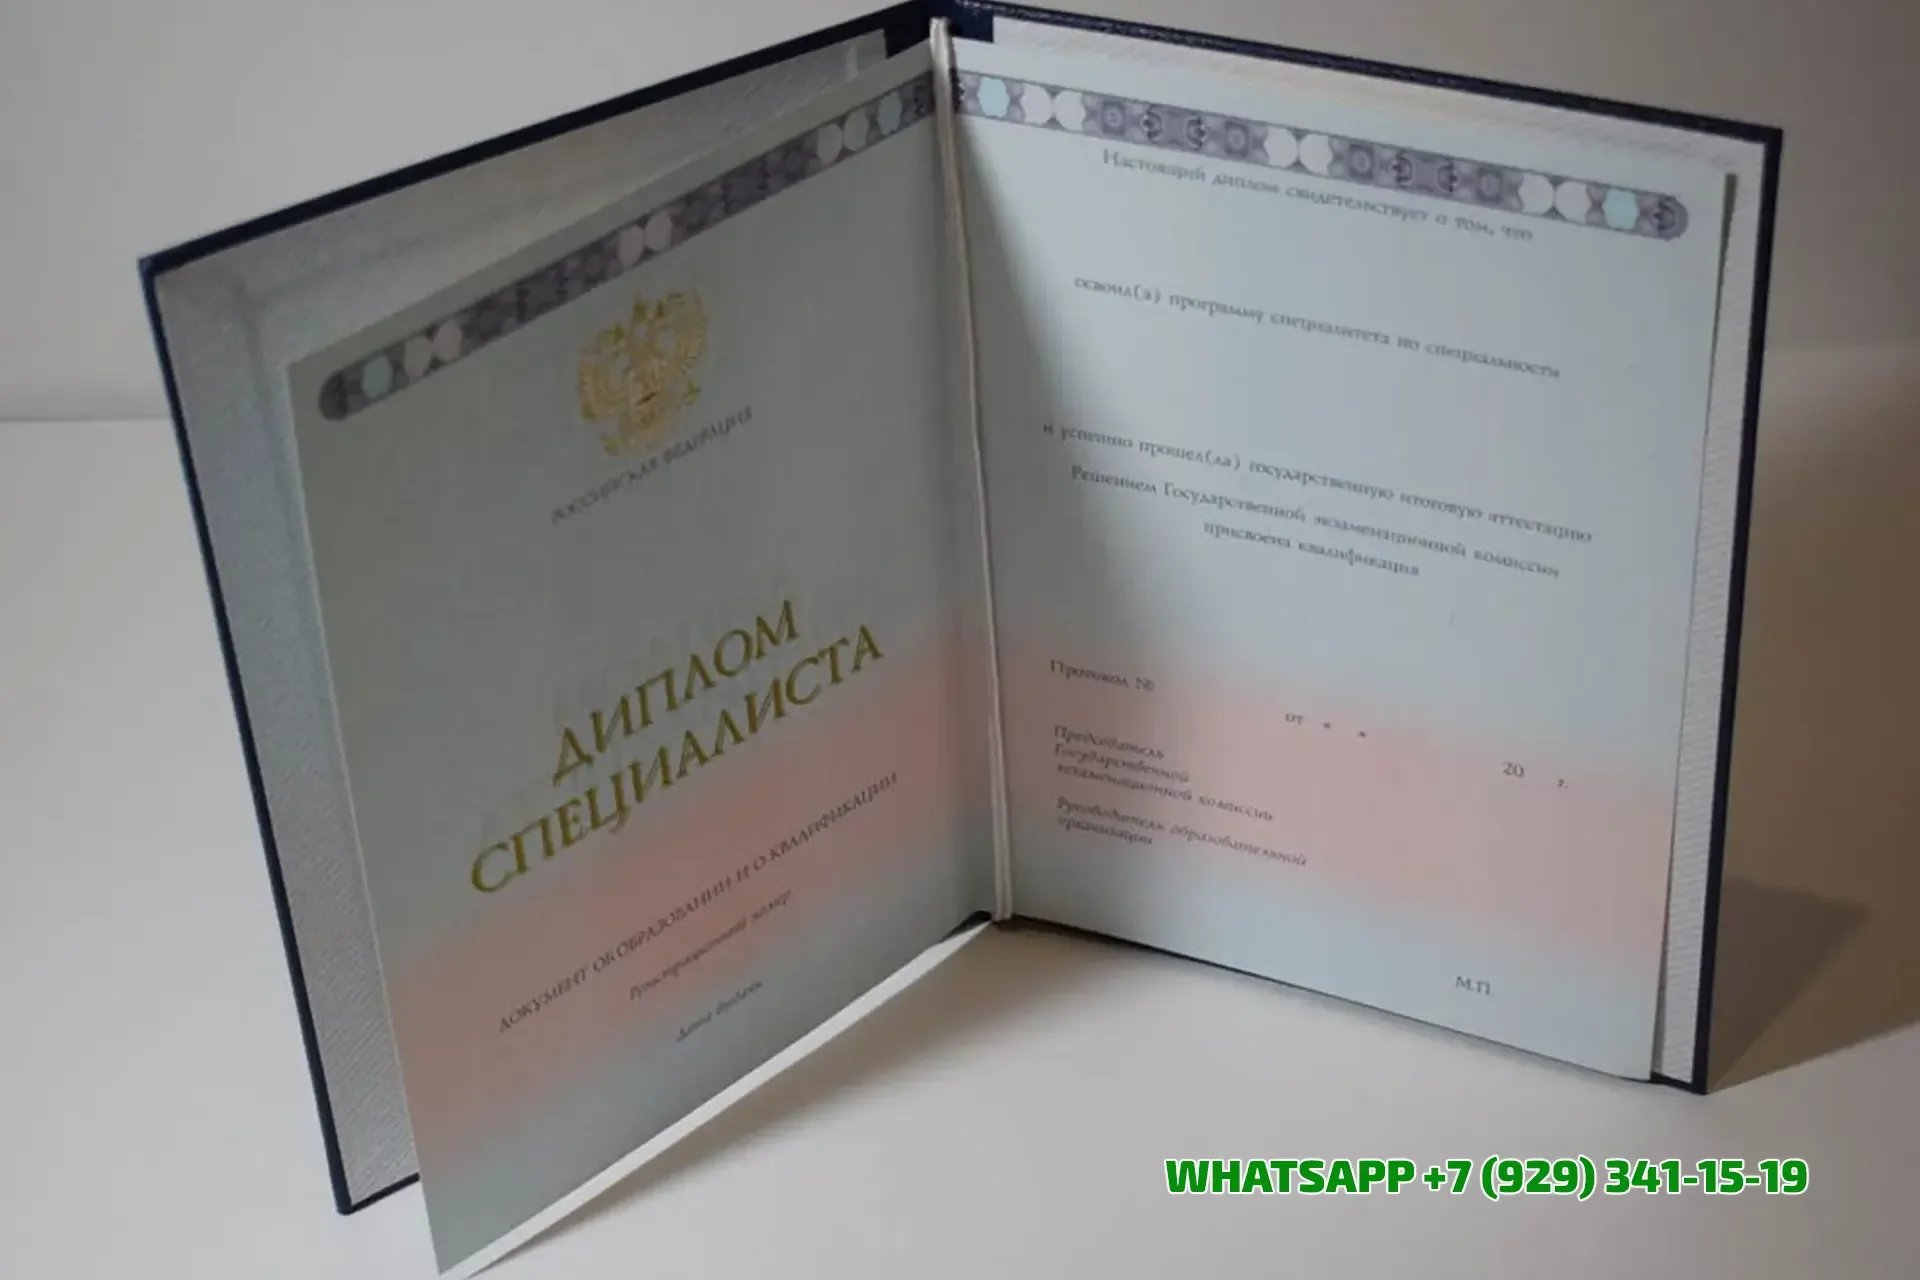 РОССИЙСКАЯ ФЕДЕРАЦИЯ
ДИПЛОМ
СПЕЦИАЛИСТА
ДОКУМЕНТ ОБ ОБРАЗОВАНИИ И О КВАЛИФИКАЦИИ
Регистрационный номер
Дата выдачи
Настоящий диплом свидетельствует о том, что
освоил(а) программу специалитета по специальности
и успешно прошел(ла) государственную итоговую аттестацию
Решением Государственной экзаменационной комиссии
присвоена квалификация
Протокол №
от « »
20 г.
Председатель
Государственной
экзаменационной комиссии
Руководитель образовательной
организации
М.П.
WHATSAPP +7 (929) 341-15-19